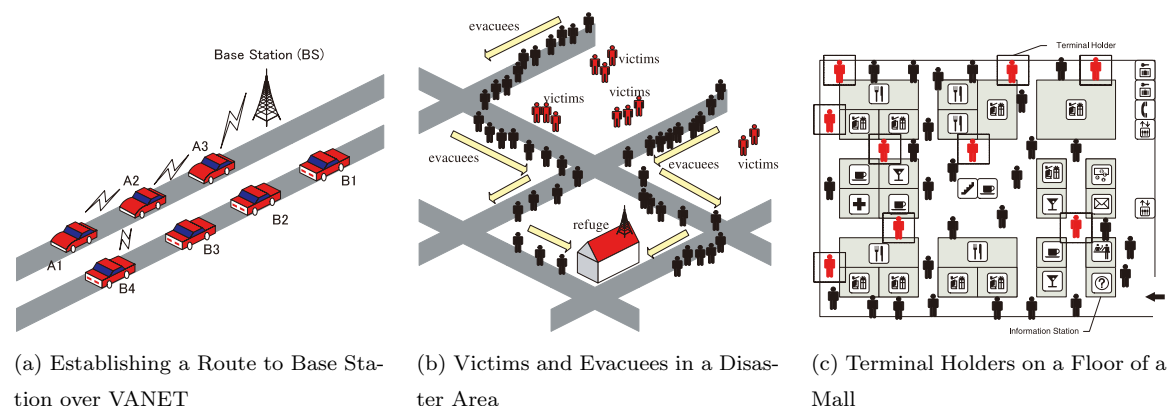 Base Station (BS)
A3
A2
A1
B1
B2
B3
B4
(a) Establishing a Route to Base Sta-
tion over VANET
evacuees
victims
victims
victims
victims
evacuees
evacuees
refuge
(b) Victims and Evacuees in a Disas-
ter Area
Terminal Holder
?
Information Station
(c) Terminal Holders on a Floor of a
Mall